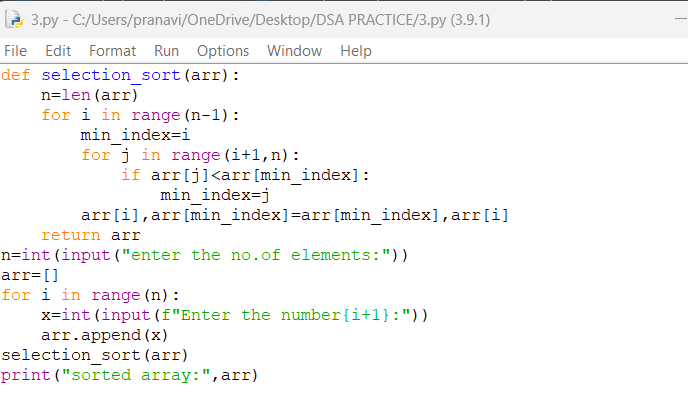 3.py - C:/Users/pranavi/OneDrive/Desktop/DSA PRACTICE/3.py (3.9.1)
File Edit Format Run Options Window Help
def selection_sort(arr):
    n=len(arr)
    for i in range(n-1):
        min_index=i
        for j in range(i+1,n):
            if arr[j]<arr[min_index]:
                min_index=j
        arr[i],arr[min_index]=arr[min_index],arr[i]
    return arr
n=int(input("enter the no.of elements:"))
arr=[]
for i in range(n):
    x=int(input(f"Enter the number{i+1}:"))
    arr.append(x)
selection_sort(arr)
print("sorted array:",arr)